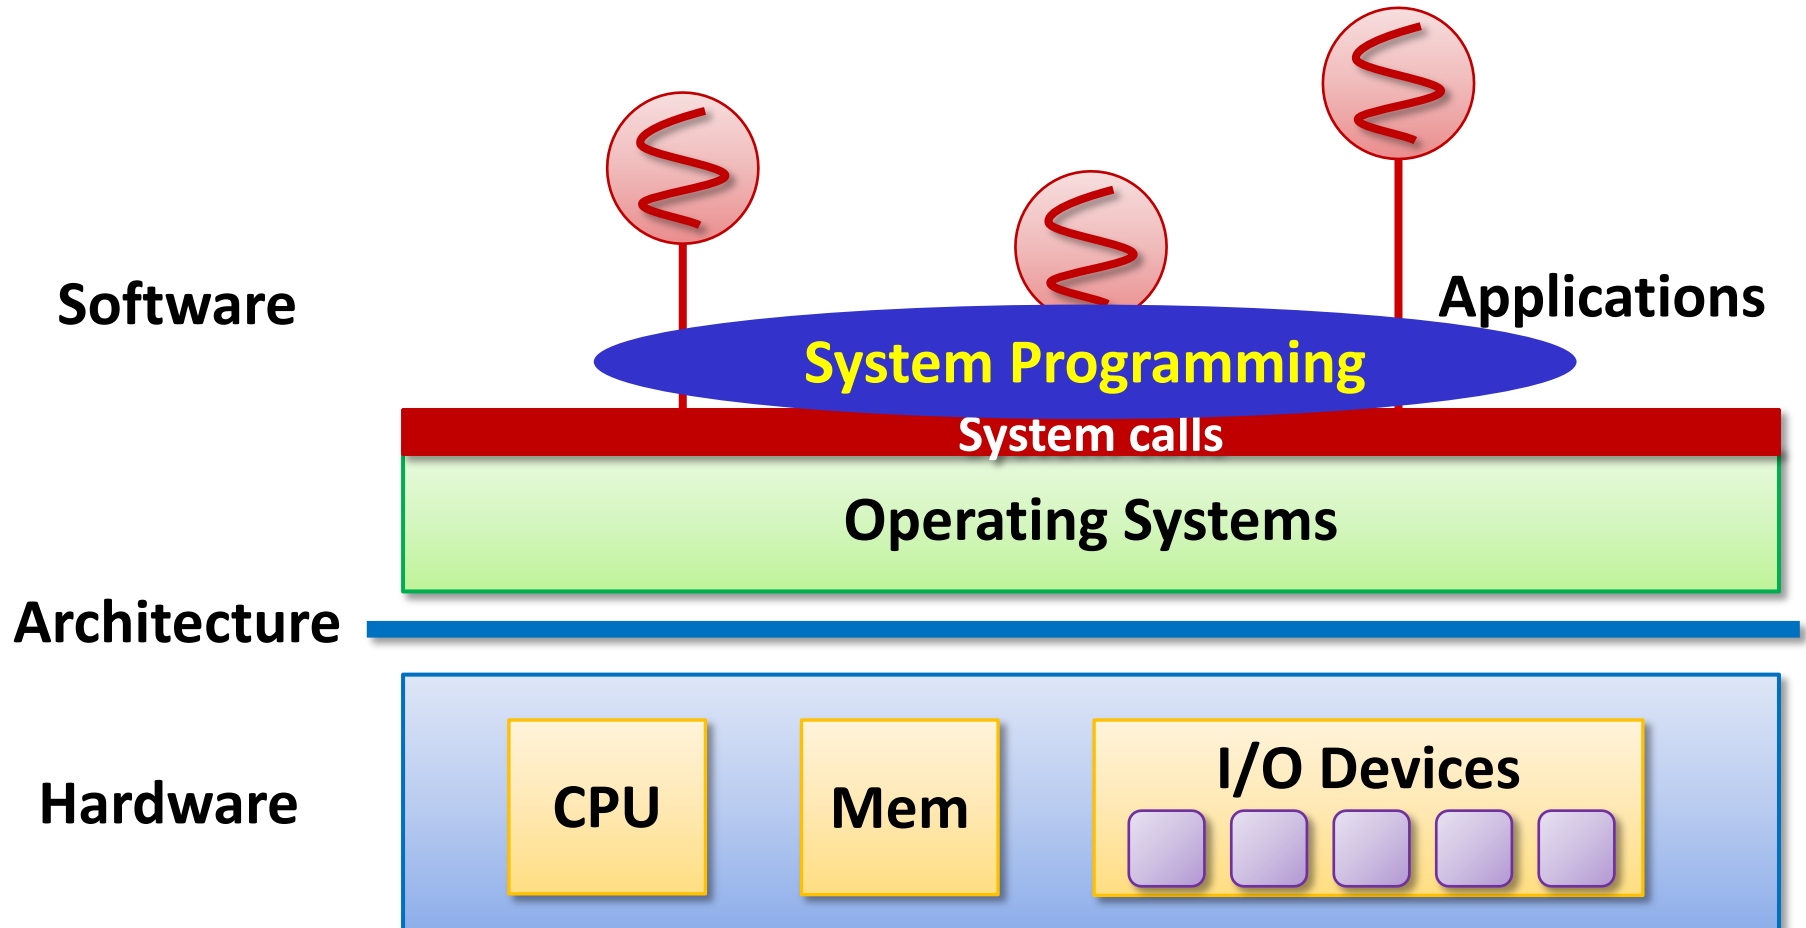 Software
Applications
System Programming
System calls
Operating Systems
Architecture
Hardware
CPU
Mem
I/O Devices